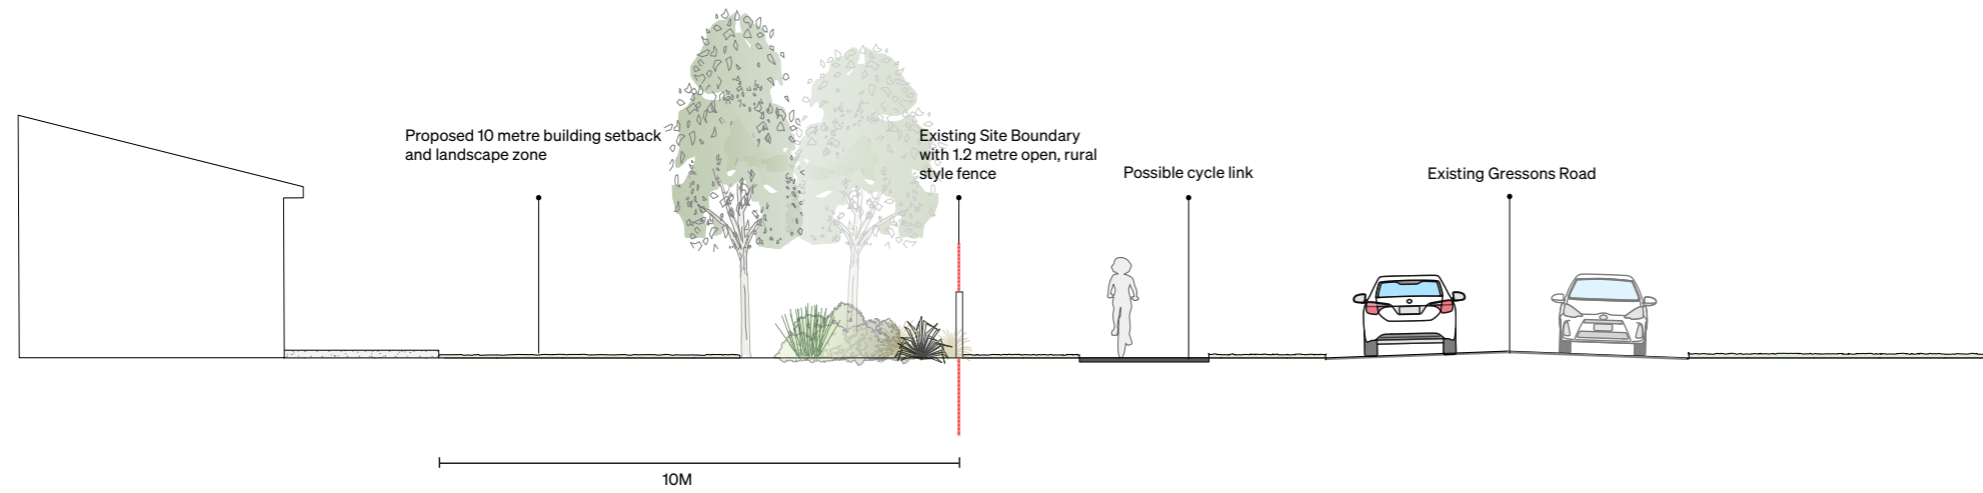 Proposed 10 metre building setback
and landscape zone
Existing Site Boundary
with 1.2 metre open, rural
style fence
Possible cycle link
Existing Gressons Road
10M